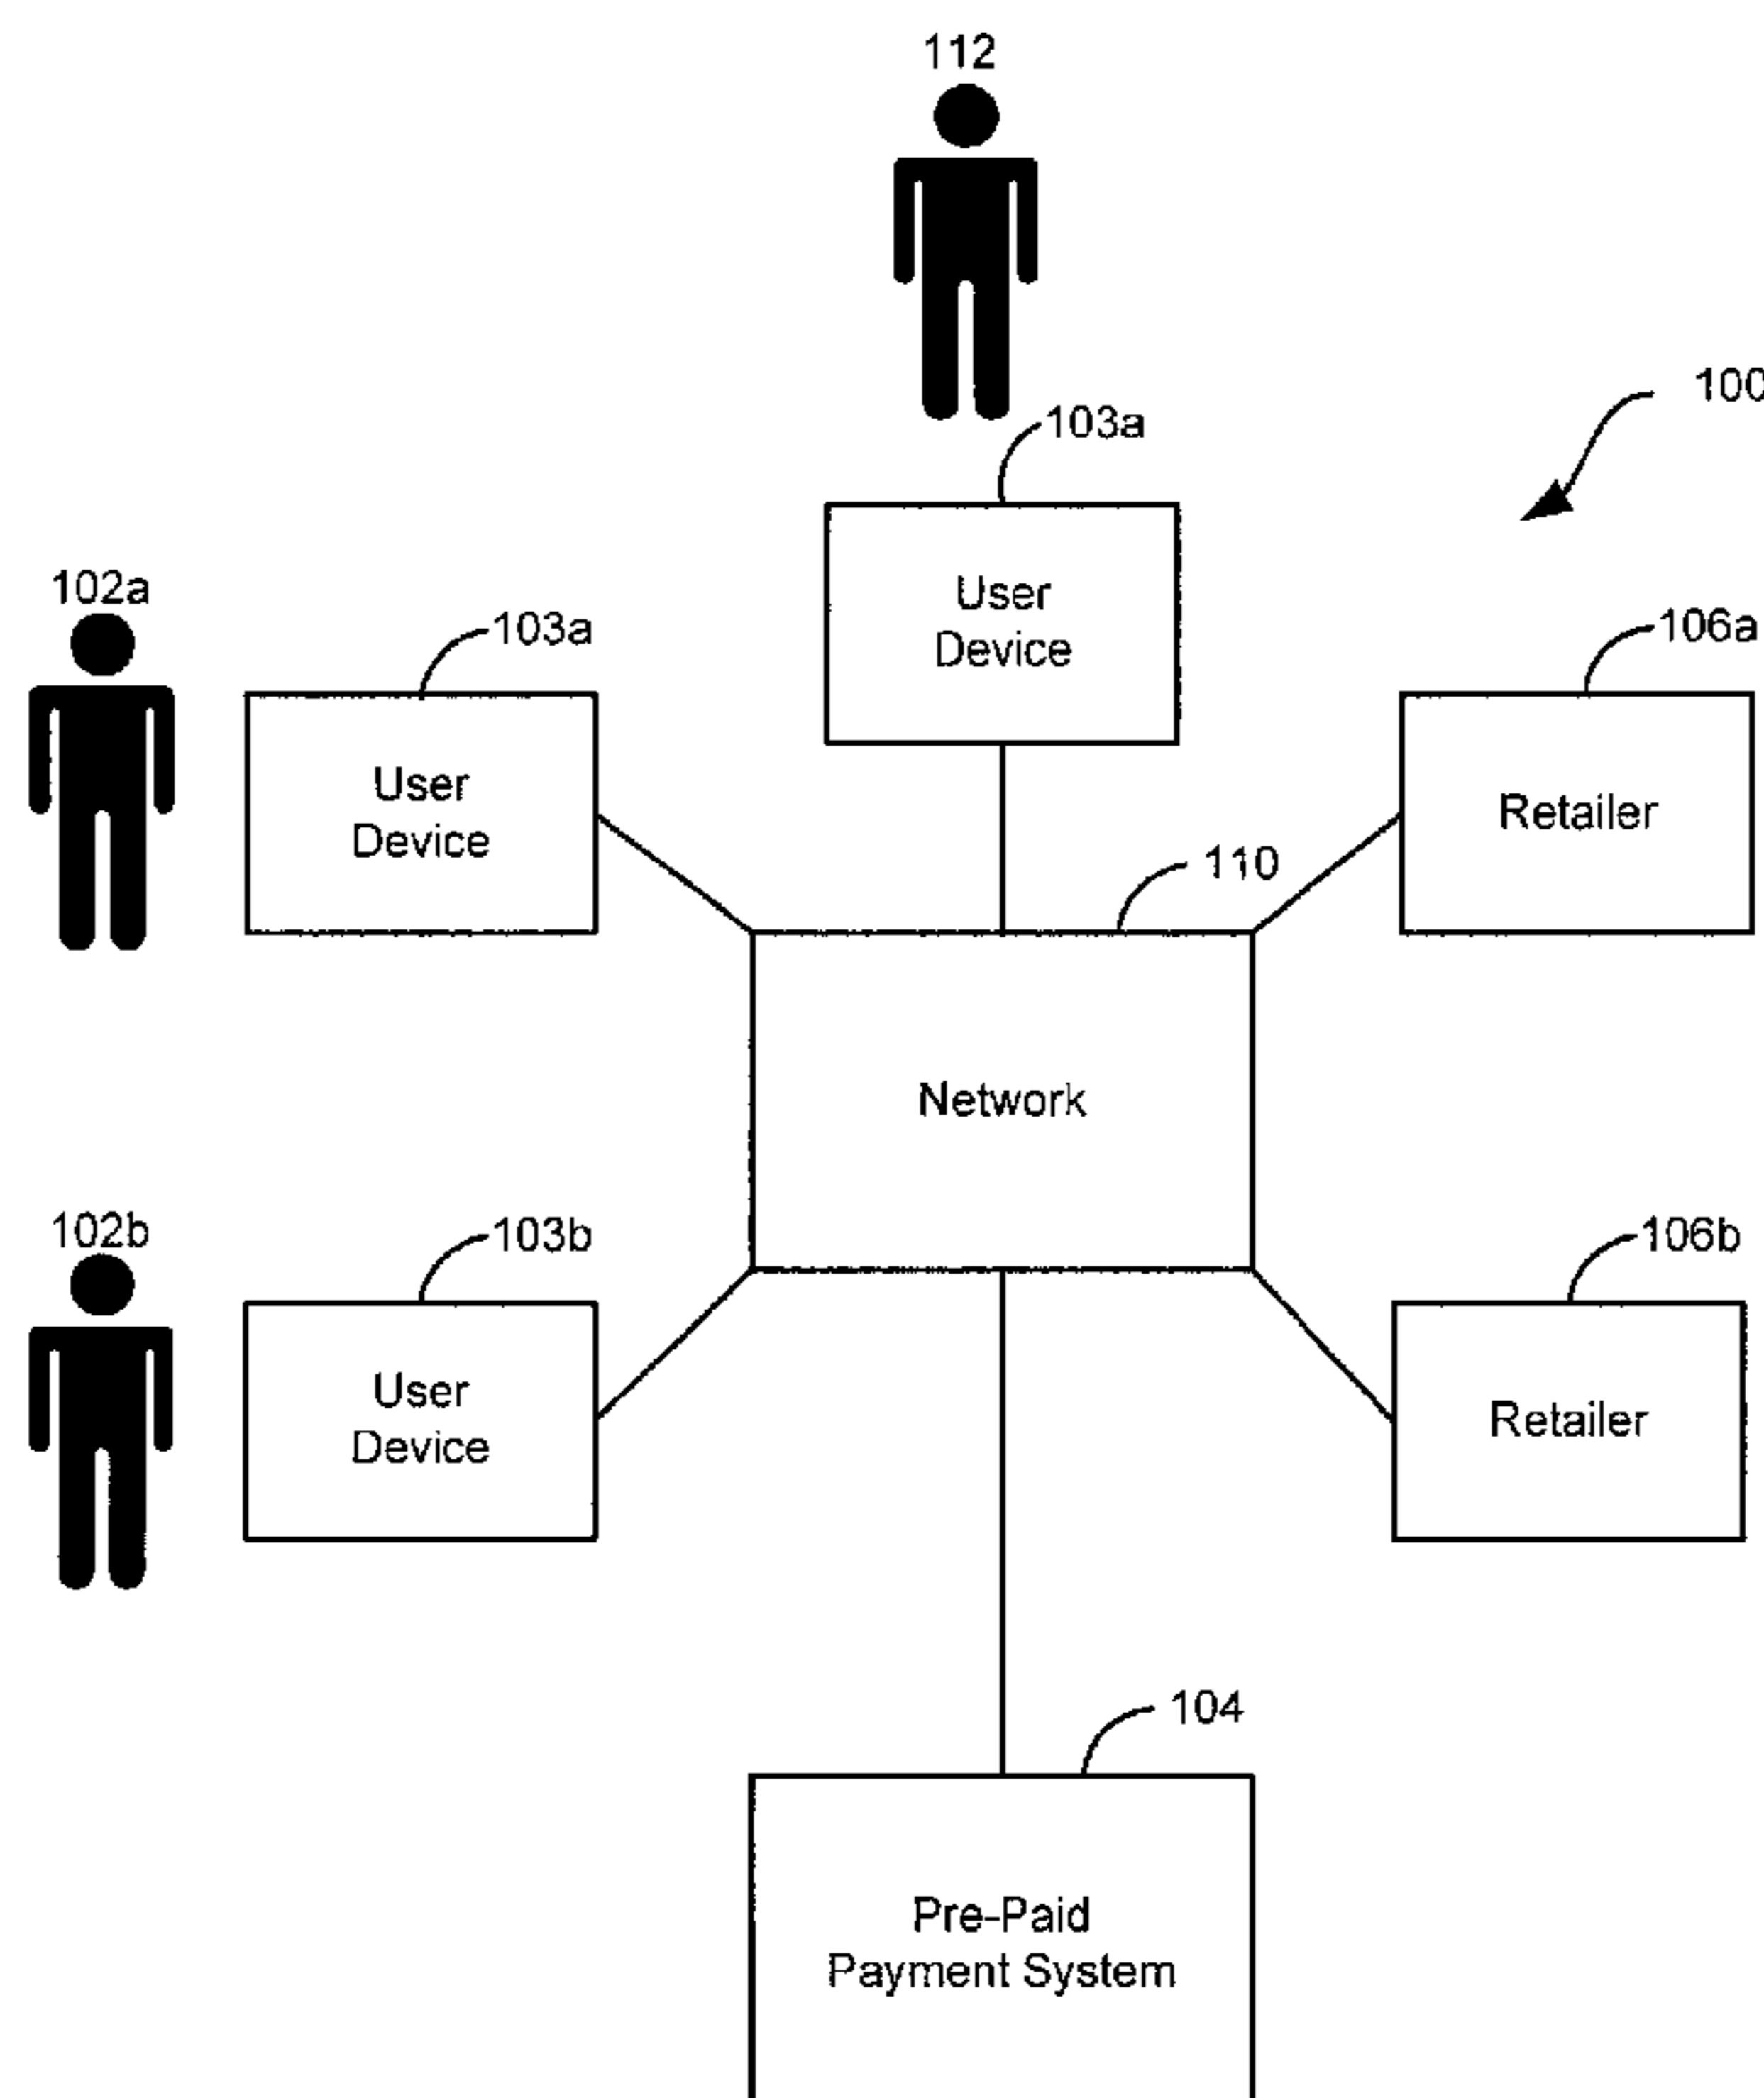 112
100
103a
User
Device
102a
103a
User
Device
106a
Retailer
110
Network
102b
103b
User
Device
106b
Retailer
104
Pre-Paid
Payment System